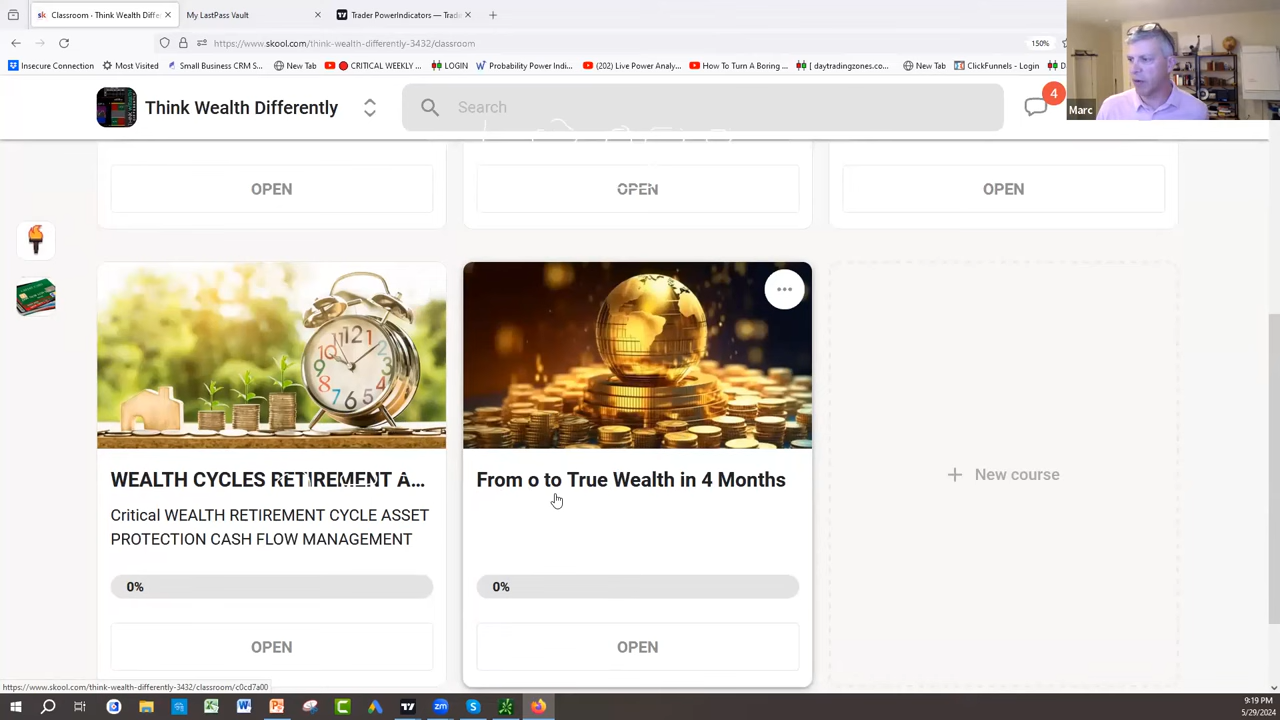 Classroom - Think Wealth Diffe
My LastPass Vault
Trader PowerIndicators — Trade
https://www.skool.com/think-wealth-differently-3432/classroom
150%
Insecure Connection
Most Visited
Small Business CRM S...
New Tab
CRITICAL WEEKLY ...
LOGIN
Probability Power Indi...
(202) Live Power Analy...
How To Turn A Boring ...
[daytradingzones.co...
New Tab
ClickFunnels - Login
Da
Marc
Think Wealth Differently
Search
4
OPEN
OPEN
OPEN
WEALTH CYCLES RETIREMENT A...
Critical WEALTH RETIREMENT CYCLE ASSET
PROTECTION CASH FLOW MANAGEMENT
0%
OPEN
From o to True Wealth in 4 Months
0%
OPEN
New course
https://www.skool.com/think-wealth-differently-3432/classroom/c0cd7a00
9:19 PM
5/29/2024